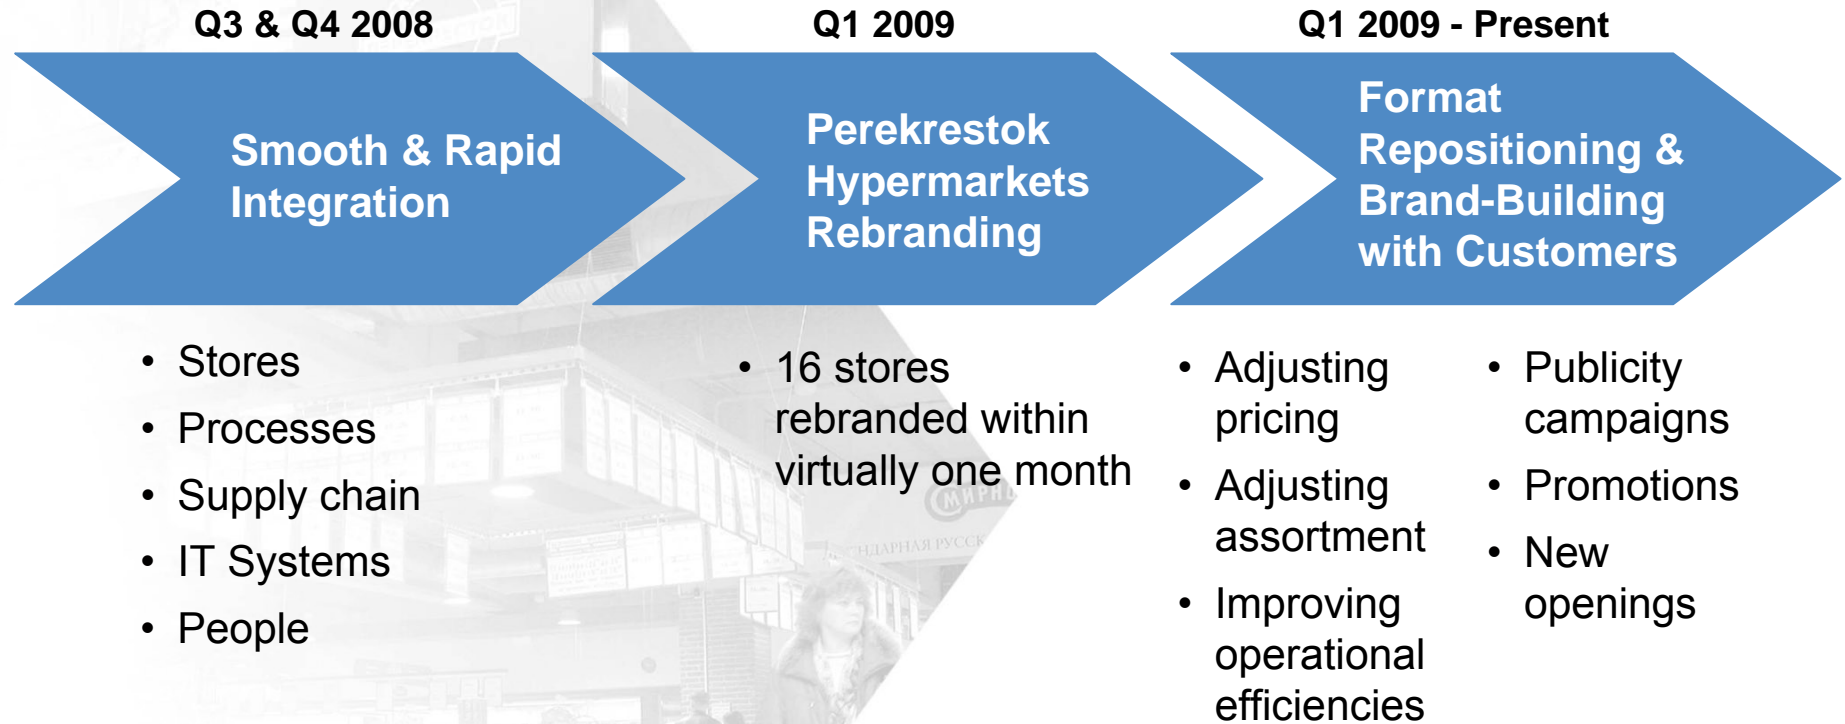 Q3 & Q4 2008
Smooth & Rapid
Integration
• Stores
• Processes
• Supply chain
• IT Systems
• People
Q1 2009
Perekrestok
Hypermarkets
Rebranding
• 16 stores
rebranded within
virtually one month
Q1 2009 - Present
Format
Repositioning &
Brand-Building
with Customers
• Adjusting
pricing
• Adjusting
assortment
• Improving
operational
efficiencies
• Publicity
campaigns
• Promotions
• New
openings